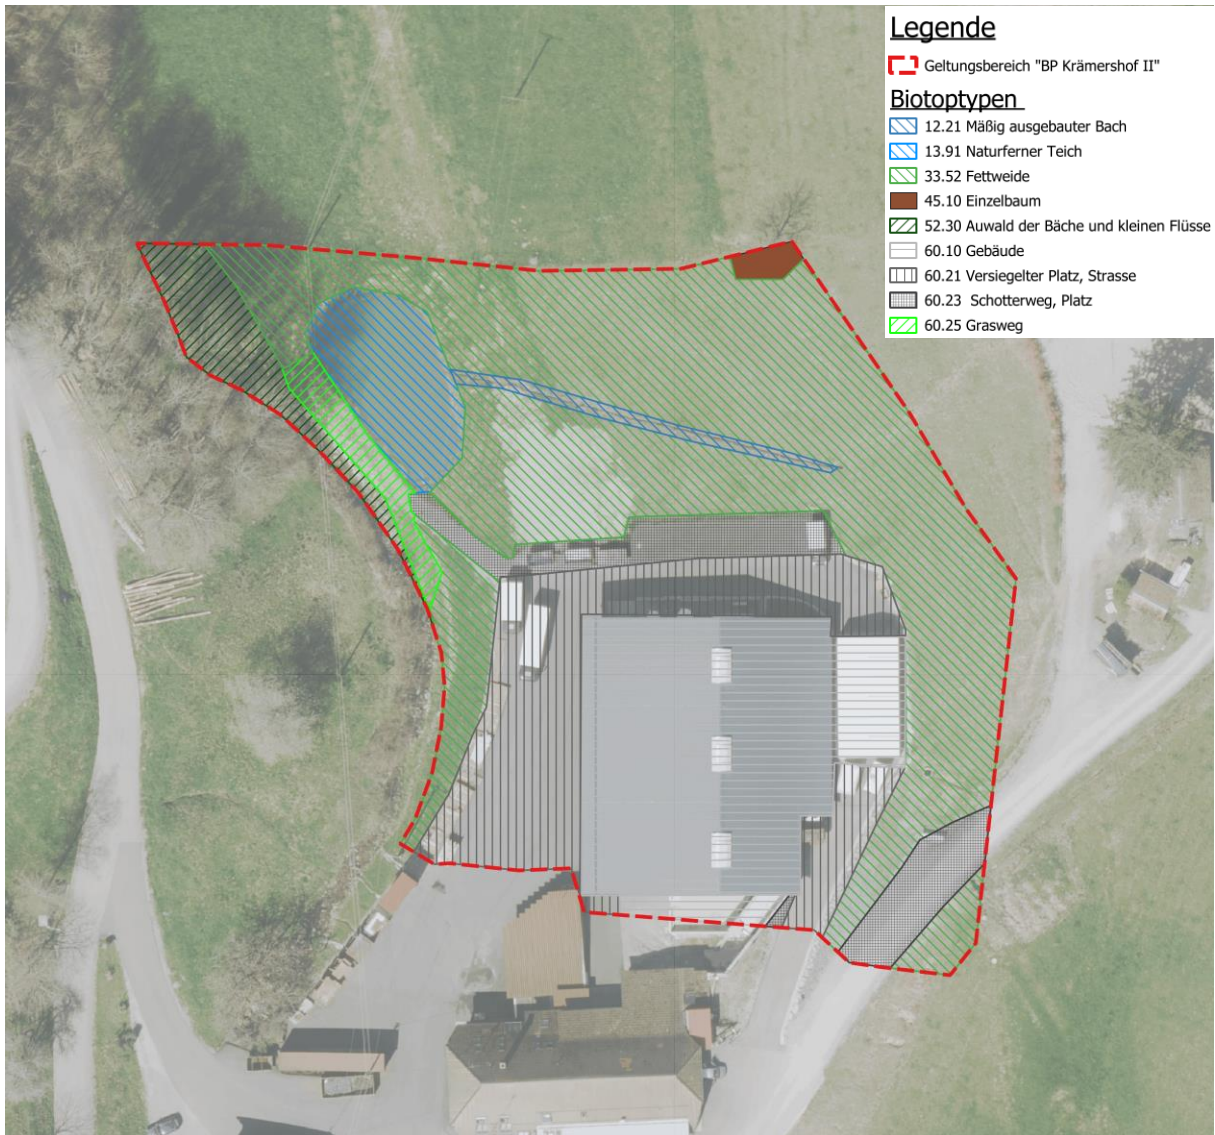 Legende
Geltungsbereich "BP Krämershof II"
Biotoptypen
12.21 Mäßig ausgebauter Bach
13.91 Naturferner Teich
33.52 Fettweide
45.10 Einzelbaum
52.30 Auwald der Bäche und kleinen Flüsse
60.10 Gebäude
60.21 Versiegelter Platz, Strasse
60.23 Schotterweg, Platz
60.25 Grasweg